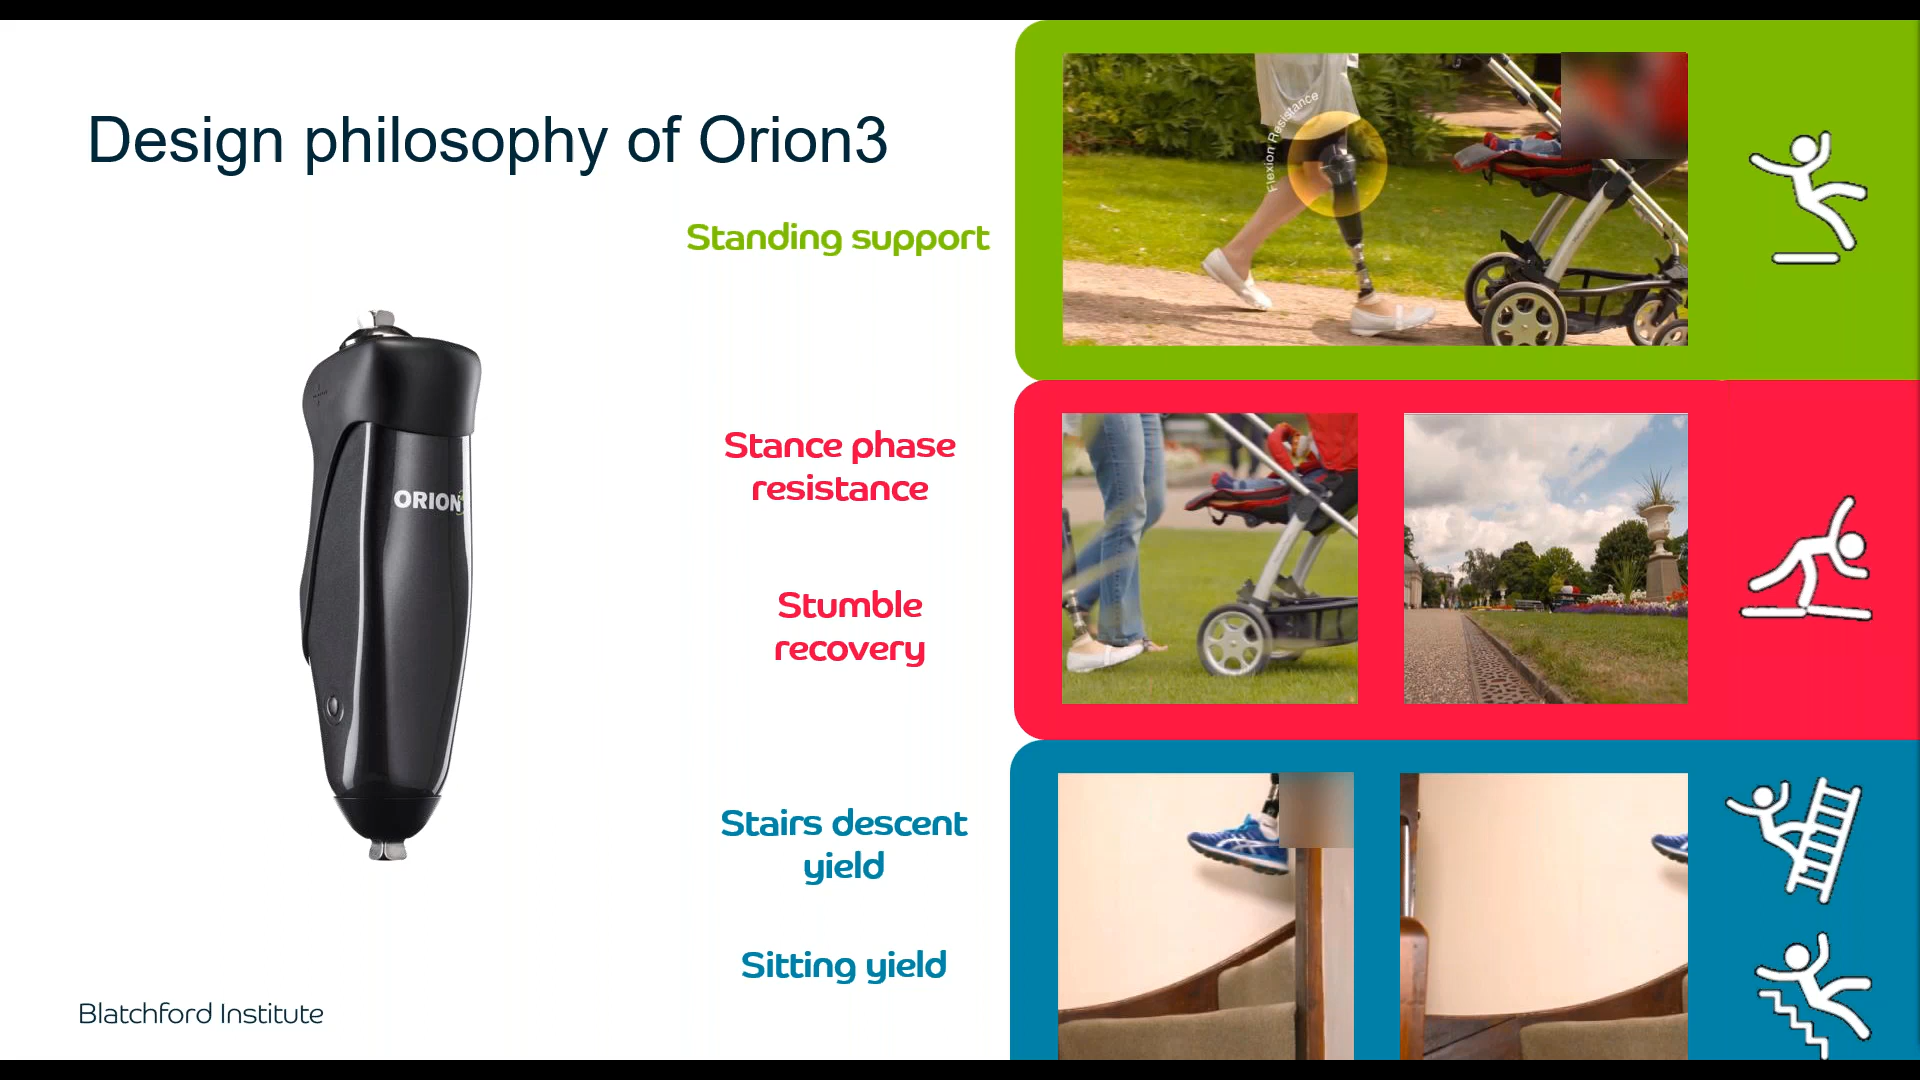 Design philosophy of Orion3
Standing support
Flexion Resistance
ORION
Stance phase
resistance
Stumble
recovery
Stairs descent
yield
Sitting yield
Blatchford Institute